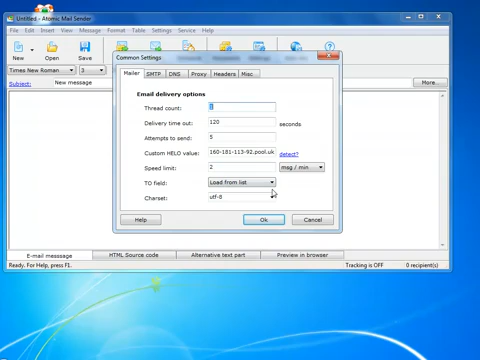 Untitled - Atomic Mail Sender
File Edit View Insert Message Format Table Settings Service Help
New Open Save
Times New Roman 3
Subject: New message More...
Common Settings
Mailer SMTP DNS Proxy Headers Misc
Email delivery options
Thread count:
Delivery time out: 120 seconds
Attempts to send: 5
Custom HELO value: 160-181-113-92.pool.uk detect?
Speed limit: 2 msg / min
TO field: Load from list
Charset: utf-8
Help Ok Cancel
E-mail messsage HTML Source code Alternative text part Preview in browser
Ready. For Help, press F1. Tracking is OFF 0 recipient(s)